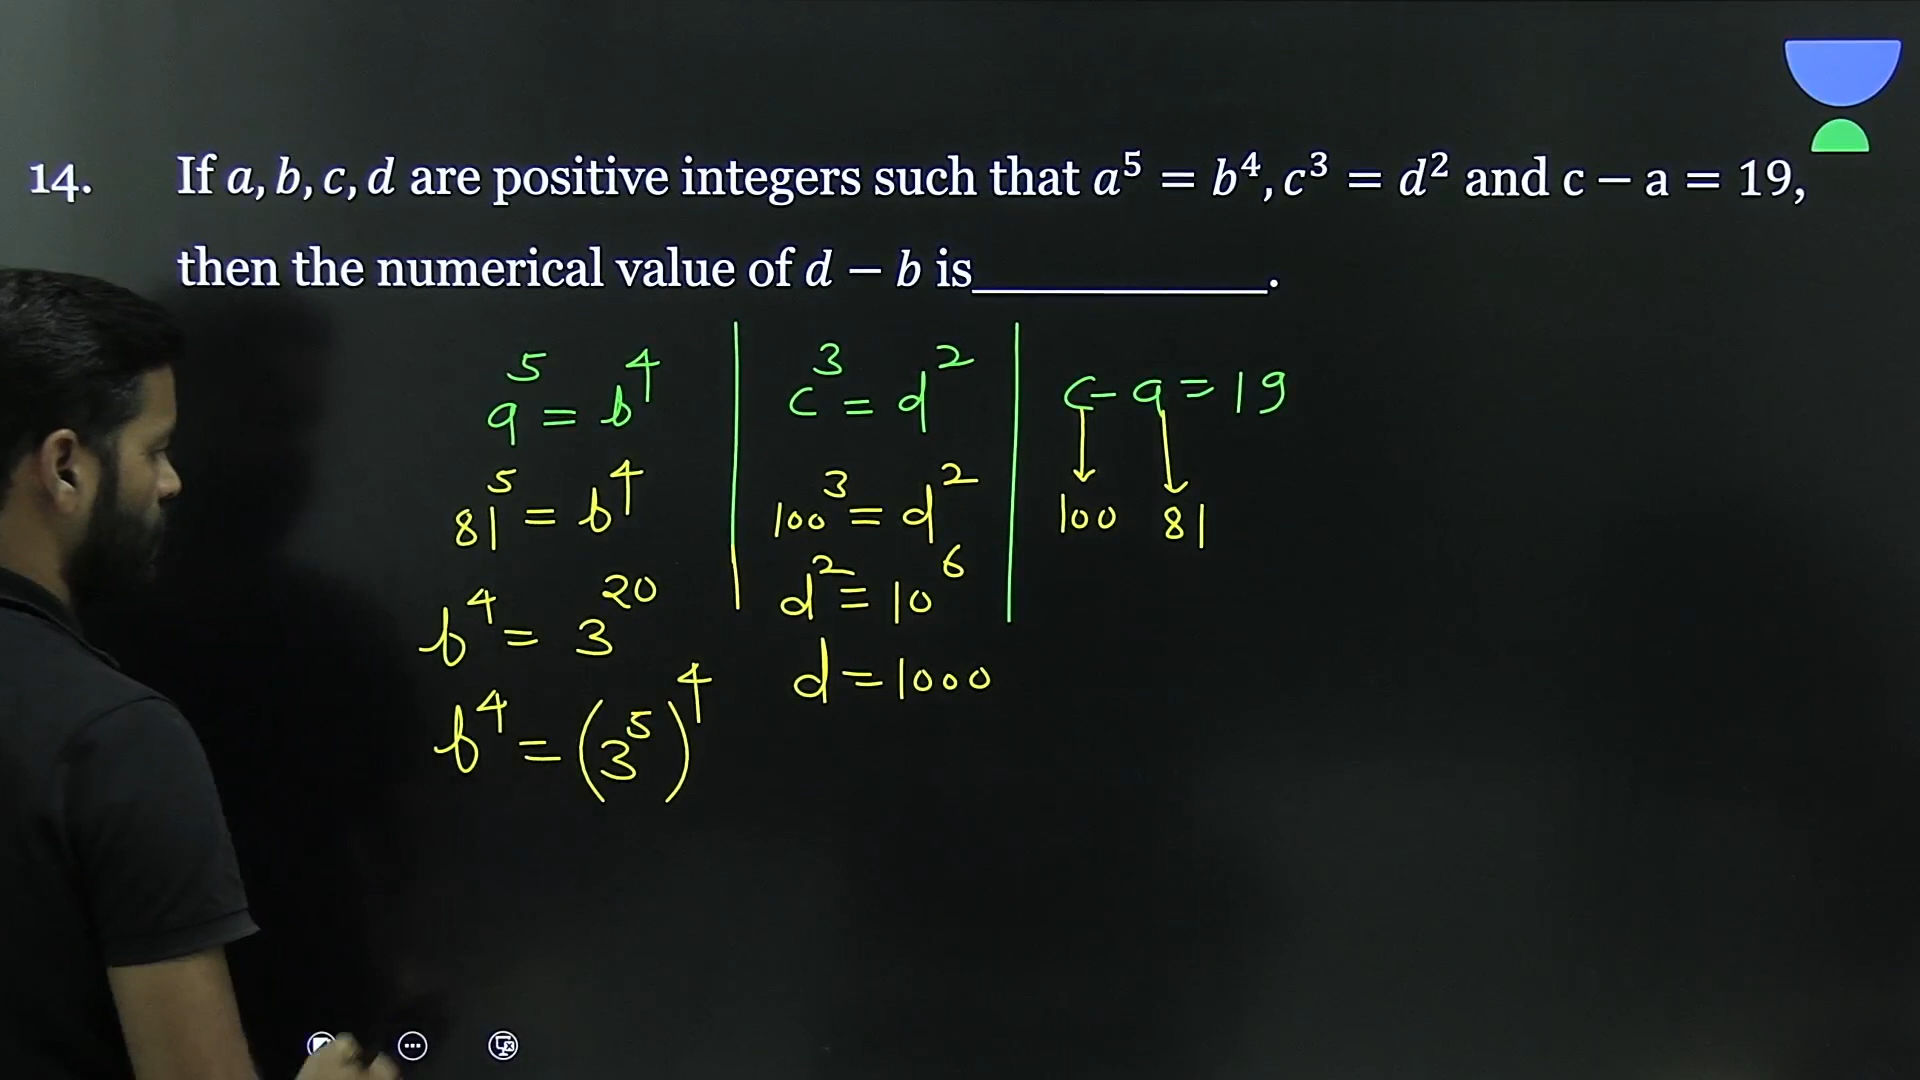 14. If a, b, c, d are positive integers such that a⁵ = b⁴, c³ = d² and c – a = 19,
then the numerical value of d – b is____________.
a⁵ = b⁴
81⁵ = b⁴
b⁴ = 3²⁰
b⁴ = (3⁵)⁴
c³ = d²
100³ = d²
d² = 10⁶
d = 1000
c - a = 19
100 81